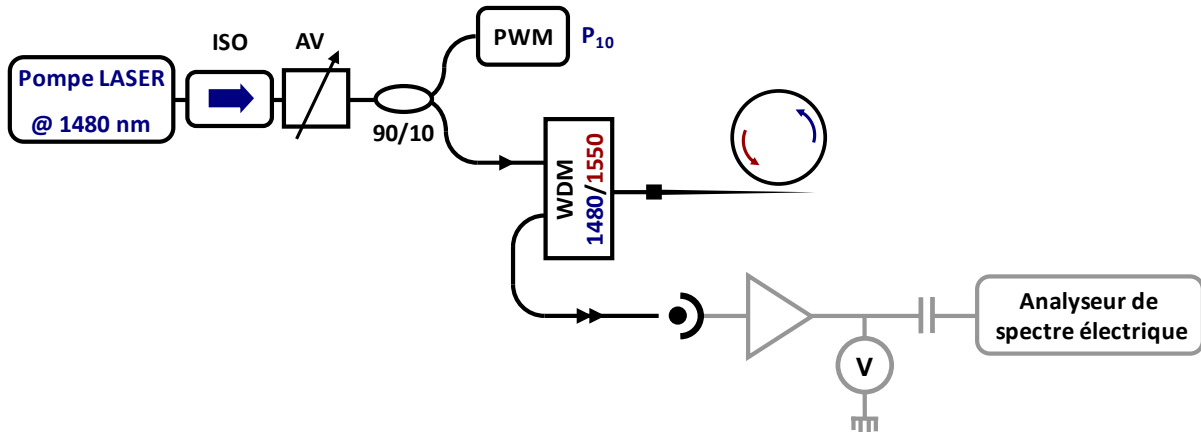 ISO
AV
PWM
P10
Pompe LASER
@ 1480 nm
90/10
WDM
1480/1550
Analyseur de
spectre électrique
V